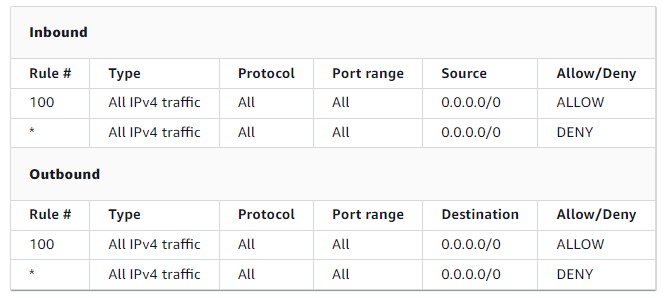 Inbound
Rule # Type Protocol Port range Source Allow/Deny
100 All IPv4 traffic All All 0.0.0.0/0 ALLOW
* All IPv4 traffic All All 0.0.0.0/0 DENY
Outbound
Rule # Type Protocol Port range Destination Allow/Deny
100 All IPv4 traffic All All 0.0.0.0/0 ALLOW
* All IPv4 traffic All All 0.0.0.0/0 DENY